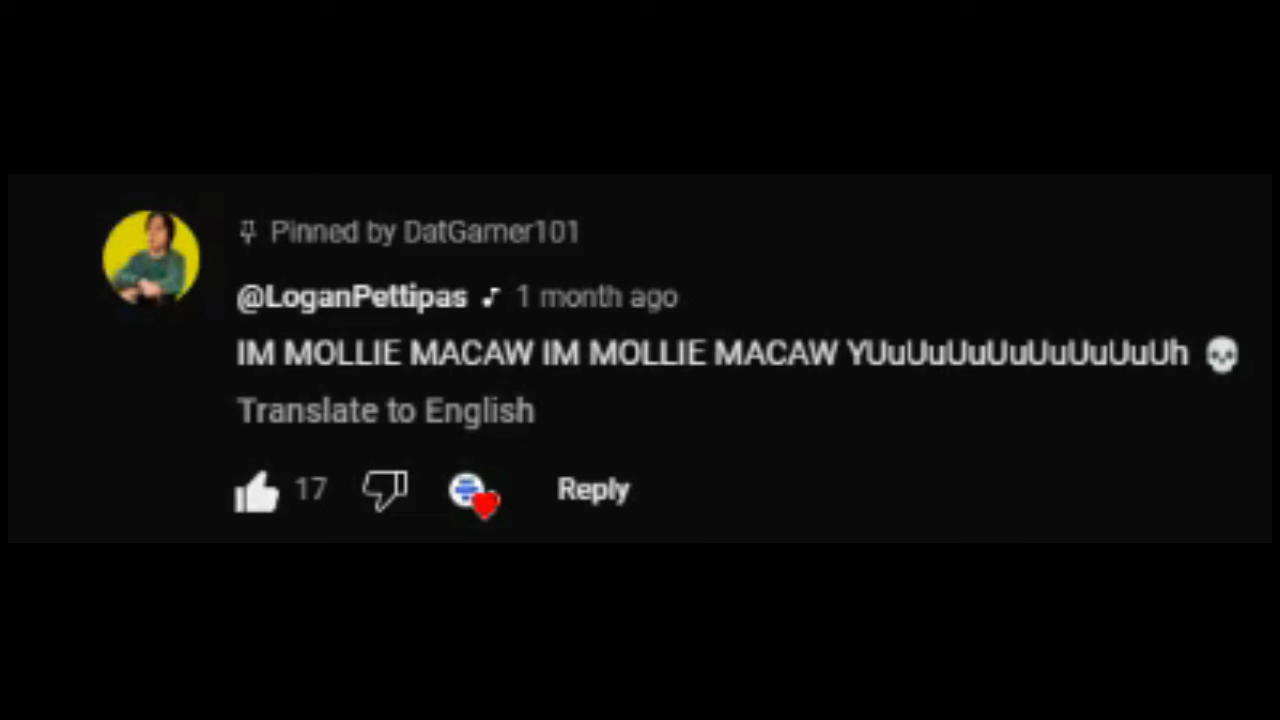 Pinned by DatGamer101
@LoganPettipas ♪ 1 month ago
IM MOLLIE MACAW IM MOLLIE MACAW YUuUuUuUuUuUuUuUh 💀
Translate to English
17 Reply